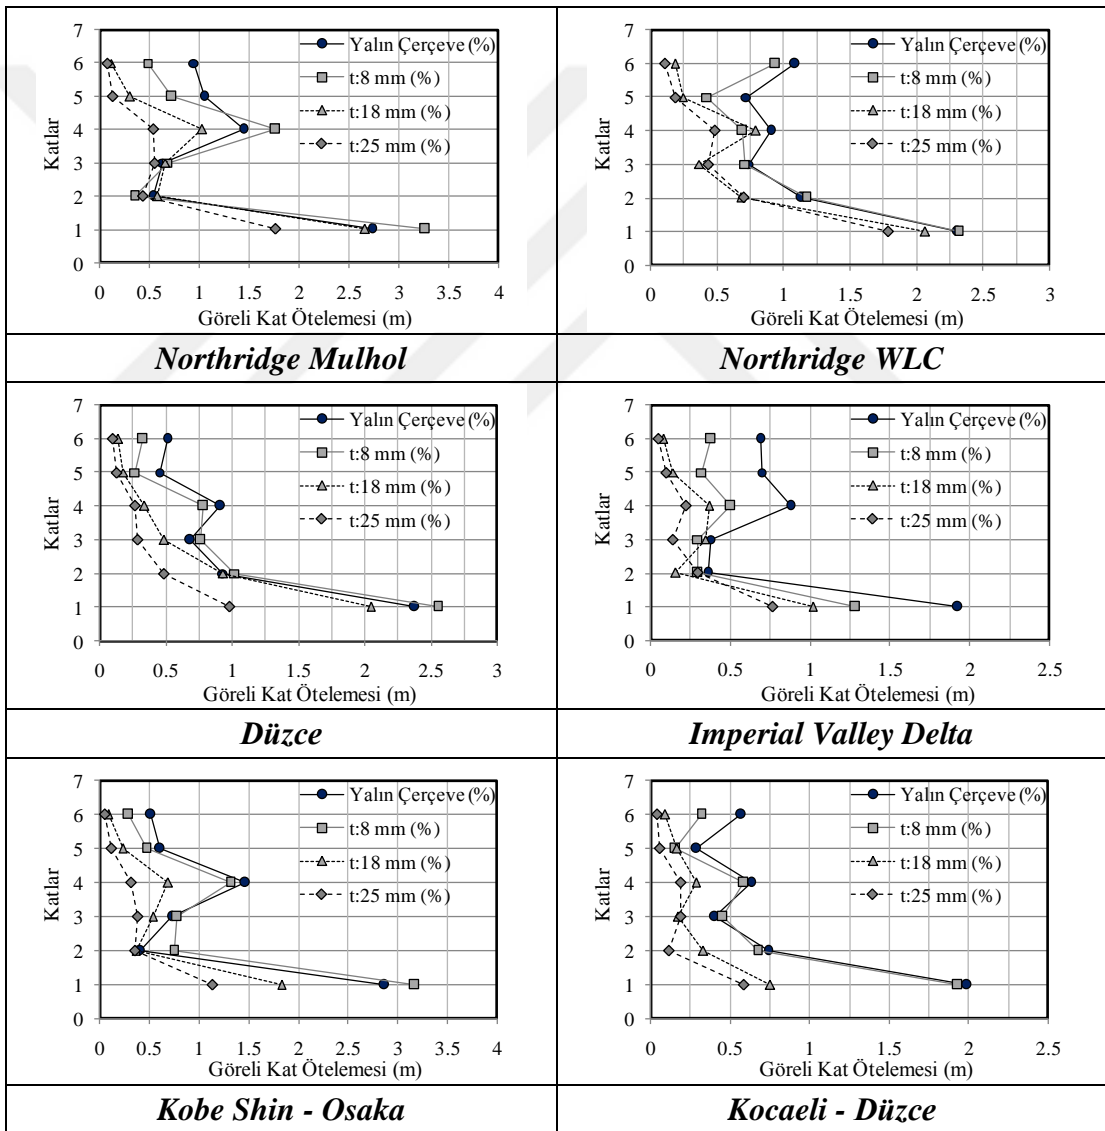 7
6
5
4
3
2
1
0
Katlar
Yalın Çerçeve (%)
t:8 mm (%)
t:18 mm (%)
t:25 mm (%)
0 0.5 1 1.5 2 2.5 3 3.5 4
Göreli Kat Ötelemesi (m)
Northridge Mulhol
7
6
5
4
3
2
1
0
Katlar
Yalın Çerçeve (%)
t:8 mm (%)
t:18 mm (%)
t:25 mm (%)
0 0.5 1 1.5 2 2.5 3
Göreli Kat Ötelemesi (m)
Northridge WLC
7
6
5
4
3
2
1
0
Katlar
Yalın Çerçeve (%)
t:8 mm (%)
t:18 mm (%)
t:25 mm (%)
0 0.5 1 1.5 2 2.5 3
Göreli Kat Ötelemesi (m)
Düzce
7
6
5
4
3
2
1
0
Katlar
Yalın Çerçeve (%)
t:8 mm (%)
t:18 mm (%)
t:25 mm (%)
0 0.5 1 1.5 2 2.5
Göreli Kat Ötelemesi (m)
Imperial Valley Delta
7
6
5
4
3
2
1
0
Katlar
Yalın Çerçeve (%)
t:8 mm (%)
t:18 mm (%)
t:25 mm (%)
0 0.5 1 1.5 2 2.5 3 3.5 4
Göreli Kat Ötelemesi (m)
Kobe Shin - Osaka
7
6
5
4
3
2
1
0
Katlar
Yalın Çerçeve (%)
t:8 mm (%)
t:18 mm (%)
t:25 mm (%)
0 0.5 1 1.5 2 2.5
Göreli Kat Ötelemesi (m)
Kocaeli - Düzce